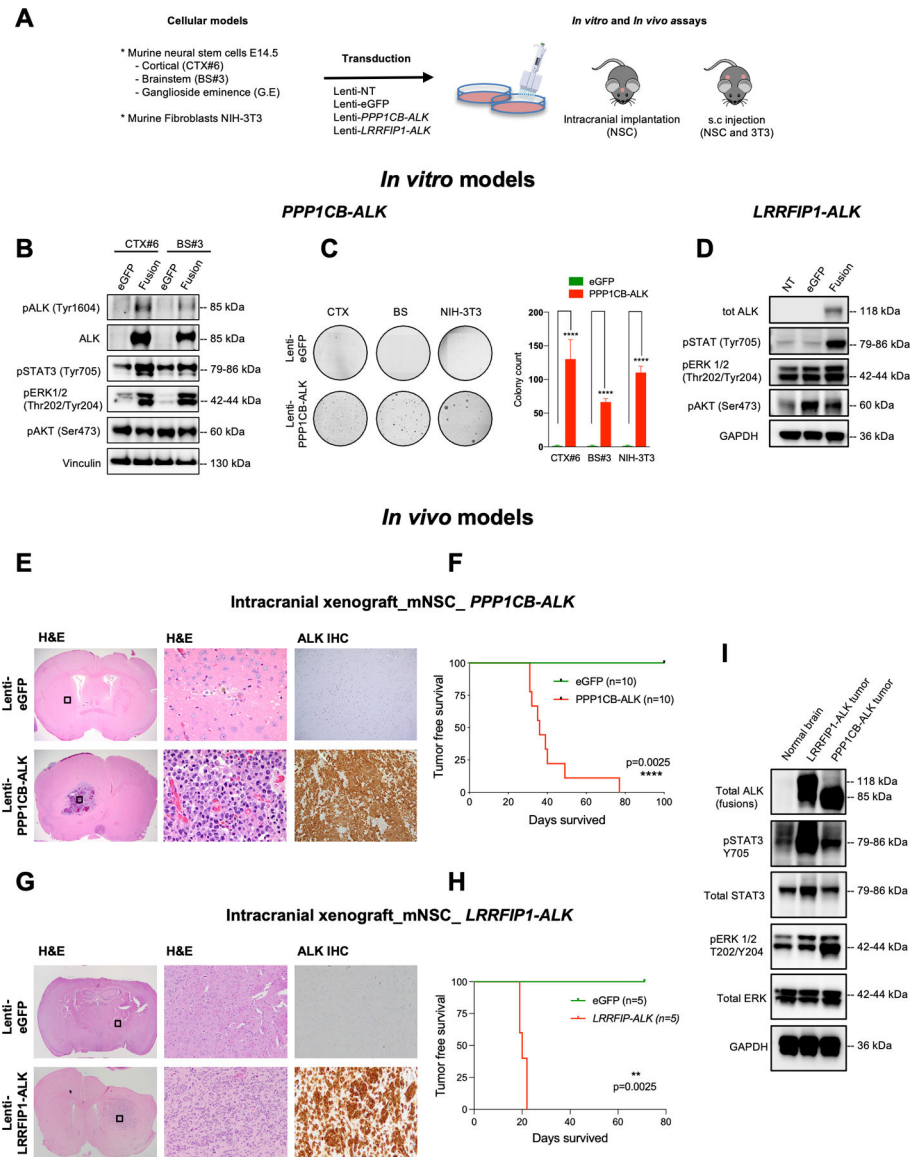 A
Cellular models
In vitro and In vivo assays
* Murine neural stem cells E14.5
- Cortical (CTX#6)
- Brainstem (BS#3)
- Ganglioside eminence (G.E)
* Murine Fibroblasts NIH-3T3
Transduction
Lenti-NT
Lenti-eGFP
Lenti-PPP1CB-ALK
Lenti-LRRFIP1-ALK
Intracranial implantation
(NSC)
s.c injection
(NSC and 3T3)
In vitro models
PPP1CB-ALK
LRRFIP1-ALK
B
CTX#6 BS#3
eGFP Fusion eGFP Fusion
pALK (Tyr1604) -- 85 kDa
ALK -- 85 kDa
pSTAT3 (Tyr705) -- 79-86 kDa
pERK1/2
(Thr202/Tyr204) -- 42-44 kDa
pAKT (Ser473) -- 60 kDa
Vinculin -- 130 kDa
C
CTX BS NIH-3T3
Lenti-
eGFP
Lenti-
PPP1CB-ALK
eGFP
PPP1CB-ALK
Colony count
200
150
100
50
0
**** **** ****
CTX#6 BS#3 NIH-3T3
D
NT eGFP Fusion
tot ALK -- 118 kDa
pSTAT (Tyr705) -- 79-86 kDa
pERK 1/2
(Thr202/Tyr204) -- 42-44 kDa
pAKT (Ser473) -- 60 kDa
GAPDH -- 36 kDa
In vivo models
E
Intracranial xenograft_mNSC_ PPP1CB-ALK
H&E H&E ALK IHC
Lenti-
eGFP
Lenti-
PPP1CB-ALK
F
Tumor free survival
100
75
50
25
0
eGFP (n=10)
PPP1CB-ALK (n=10)
p=0.0025
****
0 20 40 60 80 100
Days survived
G
Intracranial xenograft_mNSC_ LRRFIP1-ALK
H&E H&E ALK IHC
Lenti-
eGFP
Lenti-
LRRFIP1-ALK
H
Tumor free survival
100
75
50
25
0
eGFP (n=5)
LRRFIP-ALK (n=5)
**
p=0.0025
0 20 40 60 80
Days survived
I
Normal brain LRRFIP1-ALK tumor PPP1CB-ALK tumor
Total ALK
(fusions)
-- 118 kDa
-- 85 kDa
pSTAT3
Y705
-- 79-86 kDa
Total STAT3 -- 79-86 kDa
pERK 1/2
T202/Y204
-- 42-44 kDa
Total ERK -- 42-44 kDa
GAPDH -- 36 kDa